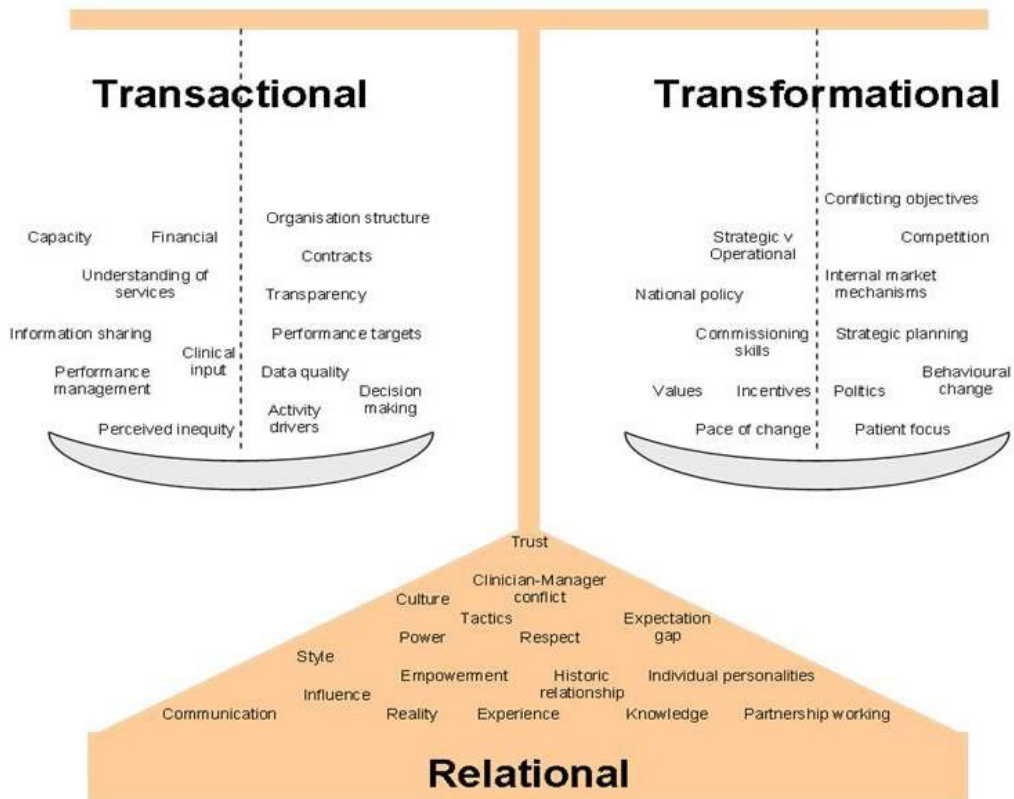 Transactional
Transformational
Organisation structure
Capacity
Financial
Contracts
Understanding of
services
Transparency
Information sharing
Performance targets
Clinical
input
Performance
management
Data quality
Decision
making
Activity
drivers
Perceived inequity
Conflicting objectives
Strategic v
Operational
Competition
Internal market
mechanisms
National policy
Commissioning
skills
Strategic planning
Behavioural
change
Values
Incentives
Politics
Pace of change
Patient focus
Trust
Clinician-Manager
conflict
Culture
Tactics
Expectation
gap
Power
Respect
Style
Empowerment
Historic
relationship
Individual personalities
Influence
Communication
Reality
Experience
Knowledge
Partnership working
Relational